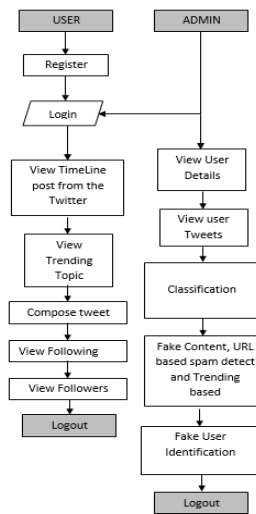 USER
Register
Login
View TimeLine
post from the
Twitter
View
Trending
Topic
Compose tweet
View Following
View Followers
Logout
ADMIN
View User
Details
View user
Tweets
Classification
Fake Content, URL
based spam detect
and Trending
based
Fake User
Identification
Logout